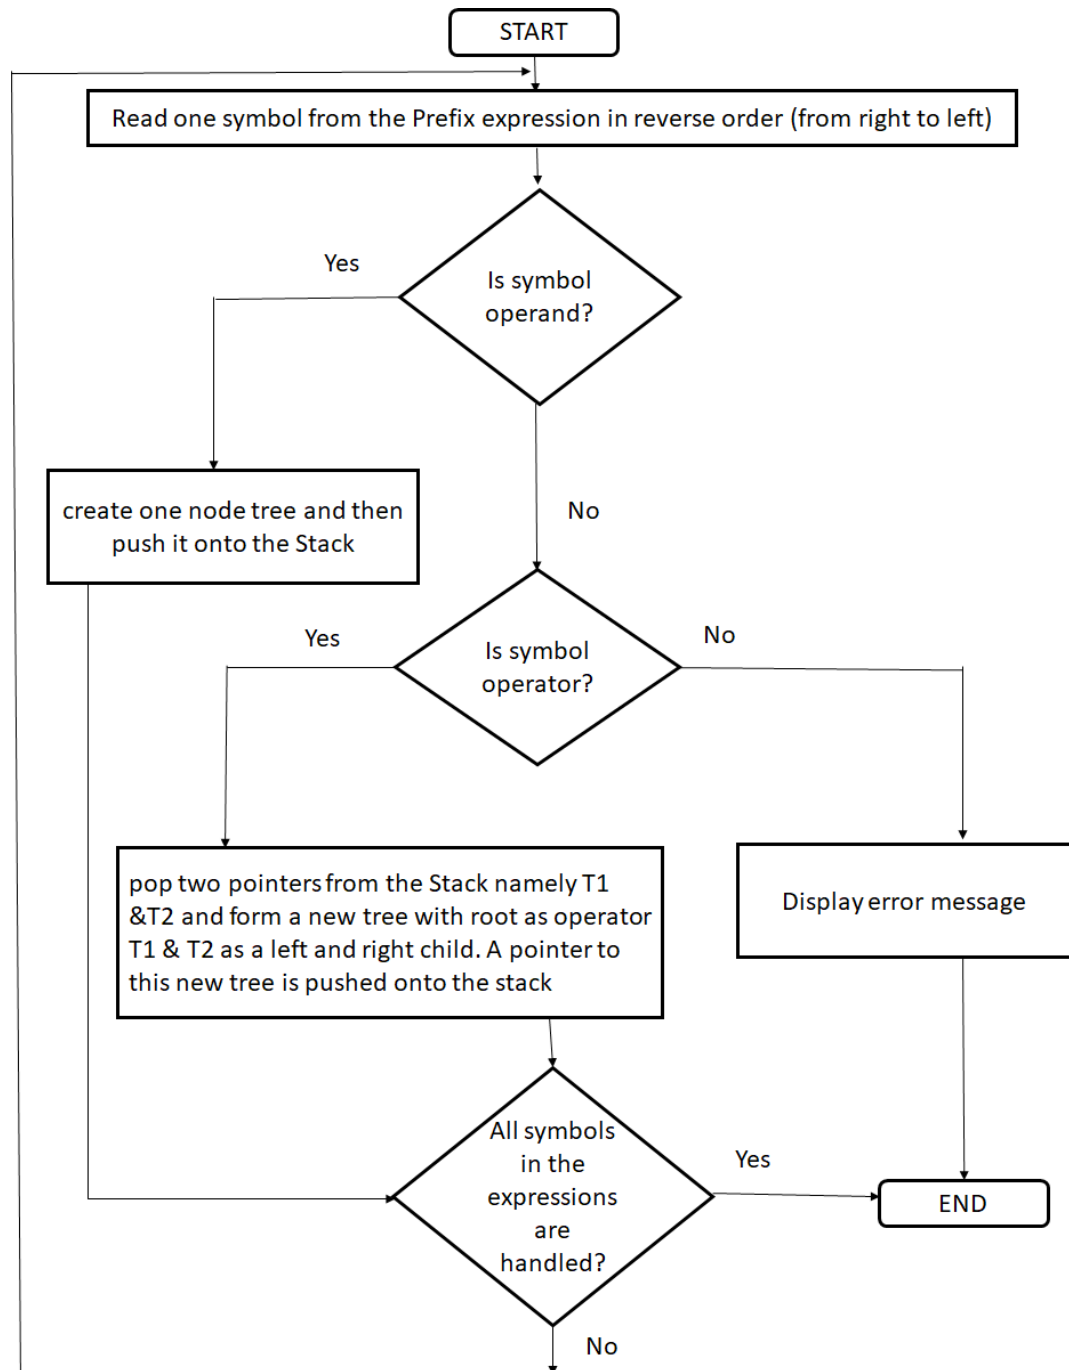 START
Read one symbol from the Prefix expression in reverse order (from right to left)
Yes
Is symbol
operand?
create one node tree and then
push it onto the Stack
No
Yes
Is symbol
operator?
No
pop two pointers from the Stack namely T1
&T2 and form a new tree with root as operator
T1 & T2 as a left and right child. A pointer to
this new tree is pushed onto the stack
Display error message
All symbols
in the
expressions
are
handled?
Yes
END
No